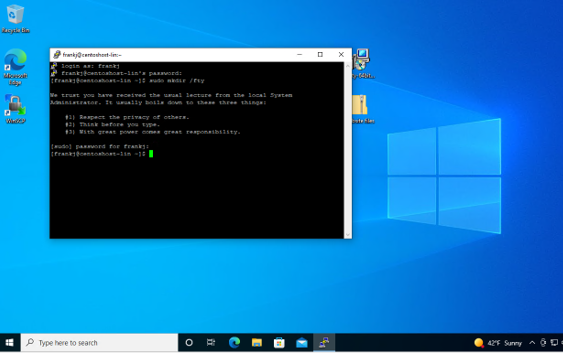 Recycle Bin
Microsoft
Edge
WinSCP
frankj@centoshost-lin:~
login as: frankj
frankj@centoshost-lin's password:
[frankj@centoshost-lin ~]$ sudo mkdir /fty
We trust you have received the usual lecture from the local System
Administrator. It usually boils down to these three things:
#1) Respect the privacy of others.
#2) Think before you type.
#3) With great power comes great responsibility.
[sudo] password for frankj:
[frankj@centoshost-lin ~]$
Type here to search
42°F Sunny